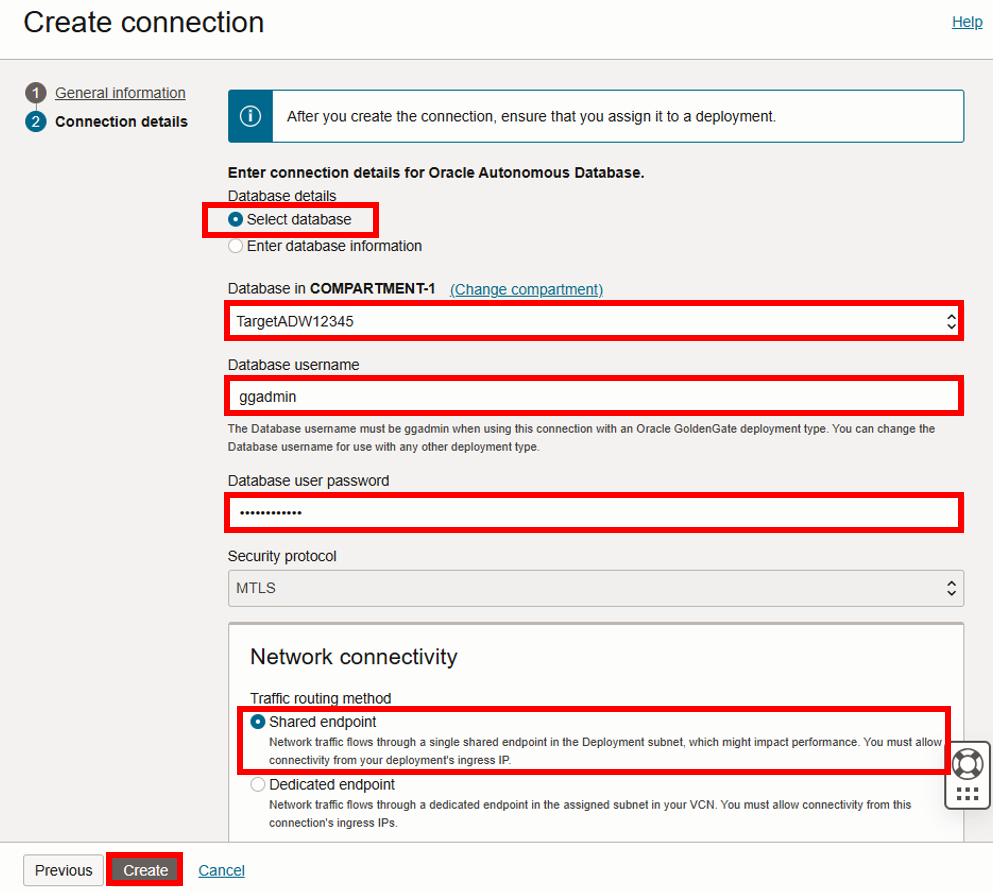 Create connection
Help
1 General information
2 Connection details
After you create the connection, ensure that you assign it to a deployment.
Enter connection details for Oracle Autonomous Database.
Database details
Select database
Enter database information
Database in COMPARTMENT-1 (Change compartment)
TargetADW12345
Database username
ggadmin
The Database username must be ggadmin when using this connection with an Oracle GoldenGate deployment type. You can change the
Database username for use with any other deployment type.
Database user password
••••••••••••
Security protocol
MTLS
Network connectivity
Traffic routing method
Shared endpoint
Network traffic flows through a single shared endpoint in the Deployment subnet, which might impact performance. You must allow
connectivity from your deployment's ingress IP.
Dedicated endpoint
Network traffic flows through a dedicated endpoint in the assigned subnet in your VCN. You must allow connectivity from this
connection's ingress IPs.
Previous Create Cancel